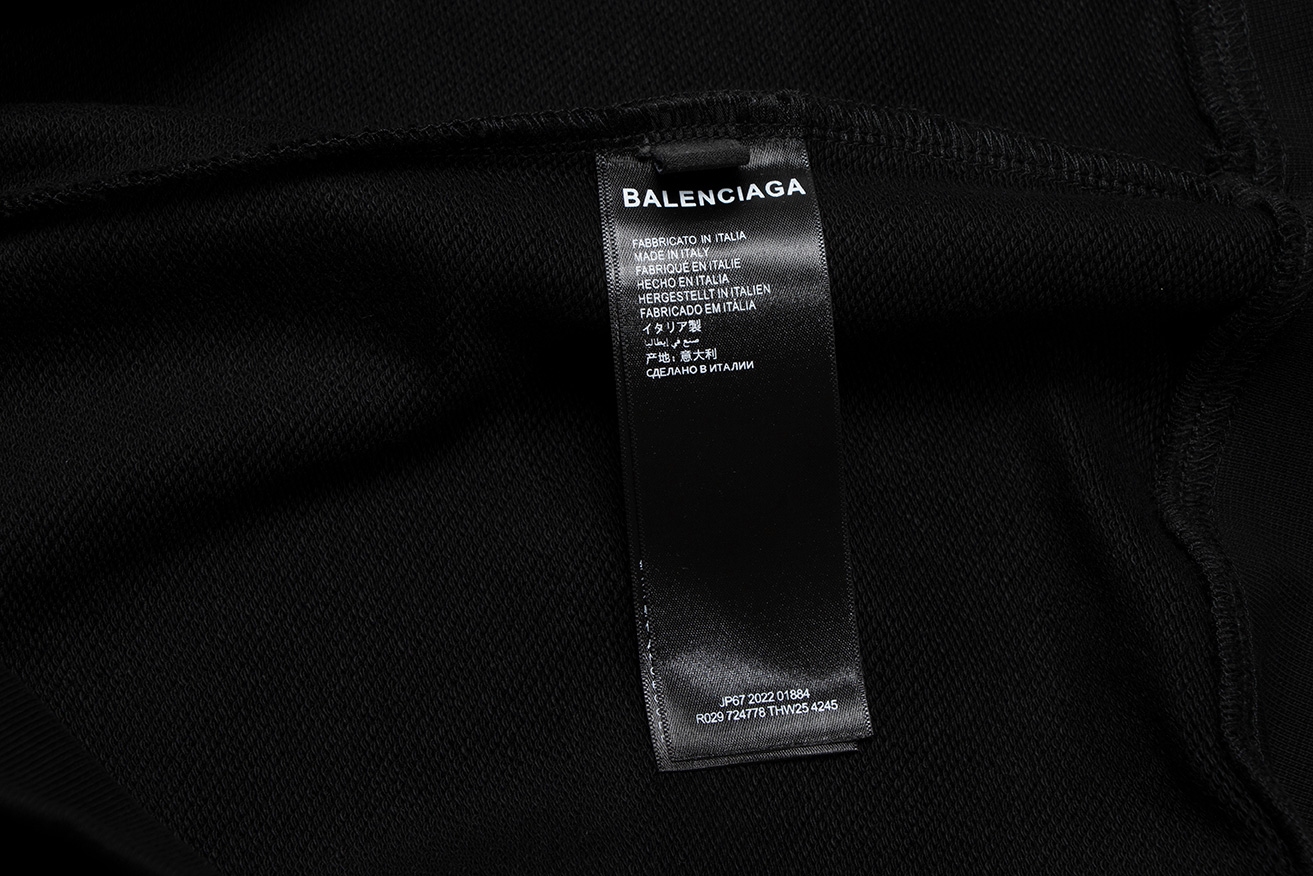 BALENCIAGA
FABBRICATO IN ITALIA
MADE IN ITALY
FABRIQUÉ EN ITALIE
HECHO EN ITALIA
HERGESTELLT IN ITALIEN
FABRICADO EM ITÁLIA
イタリア製
صنع في إيطاليا
产地：意大利
СДЕЛАНО В ИТАЛИИ
JP67 2022 01884
R029 724778 THW25 4245